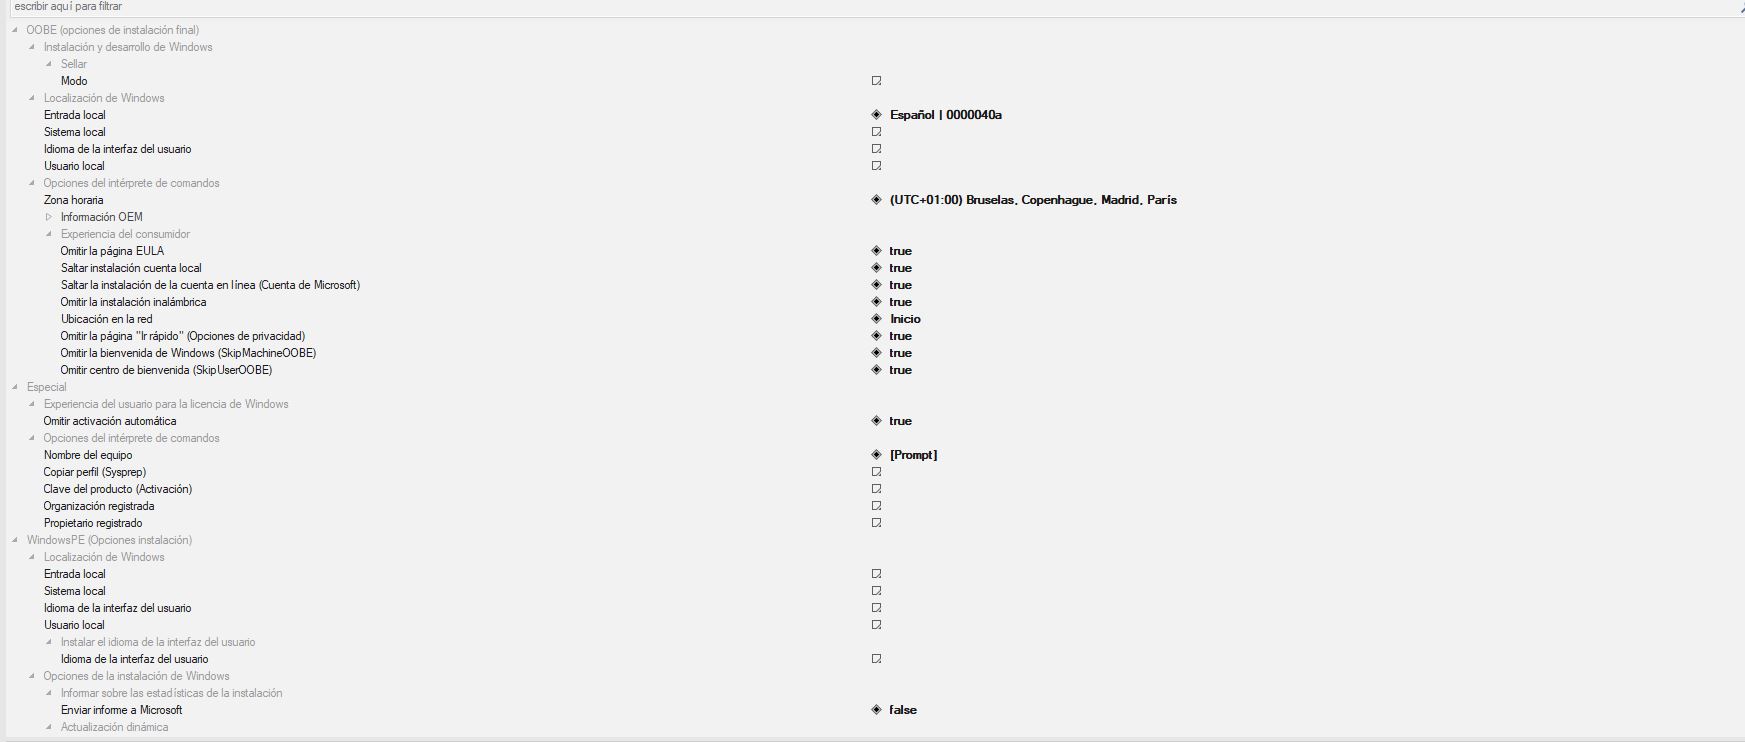 escribir aquí para filtrar
OOBE (opciones de instalación final)
Instalación y desarrollo de Windows
Sellar
Modo
Localización de Windows
Entrada local Español | 0000040a
Sistema local
Idioma de la interfaz del usuario
Usuario local
Opciones del intérprete de comandos
Zona horaria (UTC+01:00) Bruselas, Copenhague, Madrid, París
Información OEM
Experiencia del consumidor
Omitir la página EULA true
Saltar instalación cuenta local true
Saltar la instalación de la cuenta en línea (Cuenta de Microsoft) true
Omitir la instalación inalámbrica true
Ubicación en la red Inicio
Omitir la página "Ir rápido" (Opciones de privacidad) true
Omitir la bienvenida de Windows (SkipMachineOOBE) true
Omitir centro de bienvenida (SkipUserOOBE) true
Especial
Experiencia del usuario para la licencia de Windows
Omitir activación automática true
Opciones del intérprete de comandos
Nombre del equipo [Prompt]
Copiar perfil (Sysprep)
Clave del producto (Activación)
Organización registrada
Propietario registrado
WindowsPE (Opciones instalación)
Localización de Windows
Entrada local
Sistema local
Idioma de la interfaz del usuario
Usuario local
Instalar el idioma de la interfaz del usuario
Idioma de la interfaz del usuario
Opciones de la instalación de Windows
Informar sobre las estadísticas de la instalación
Enviar informe a Microsoft false
Actualización dinámica